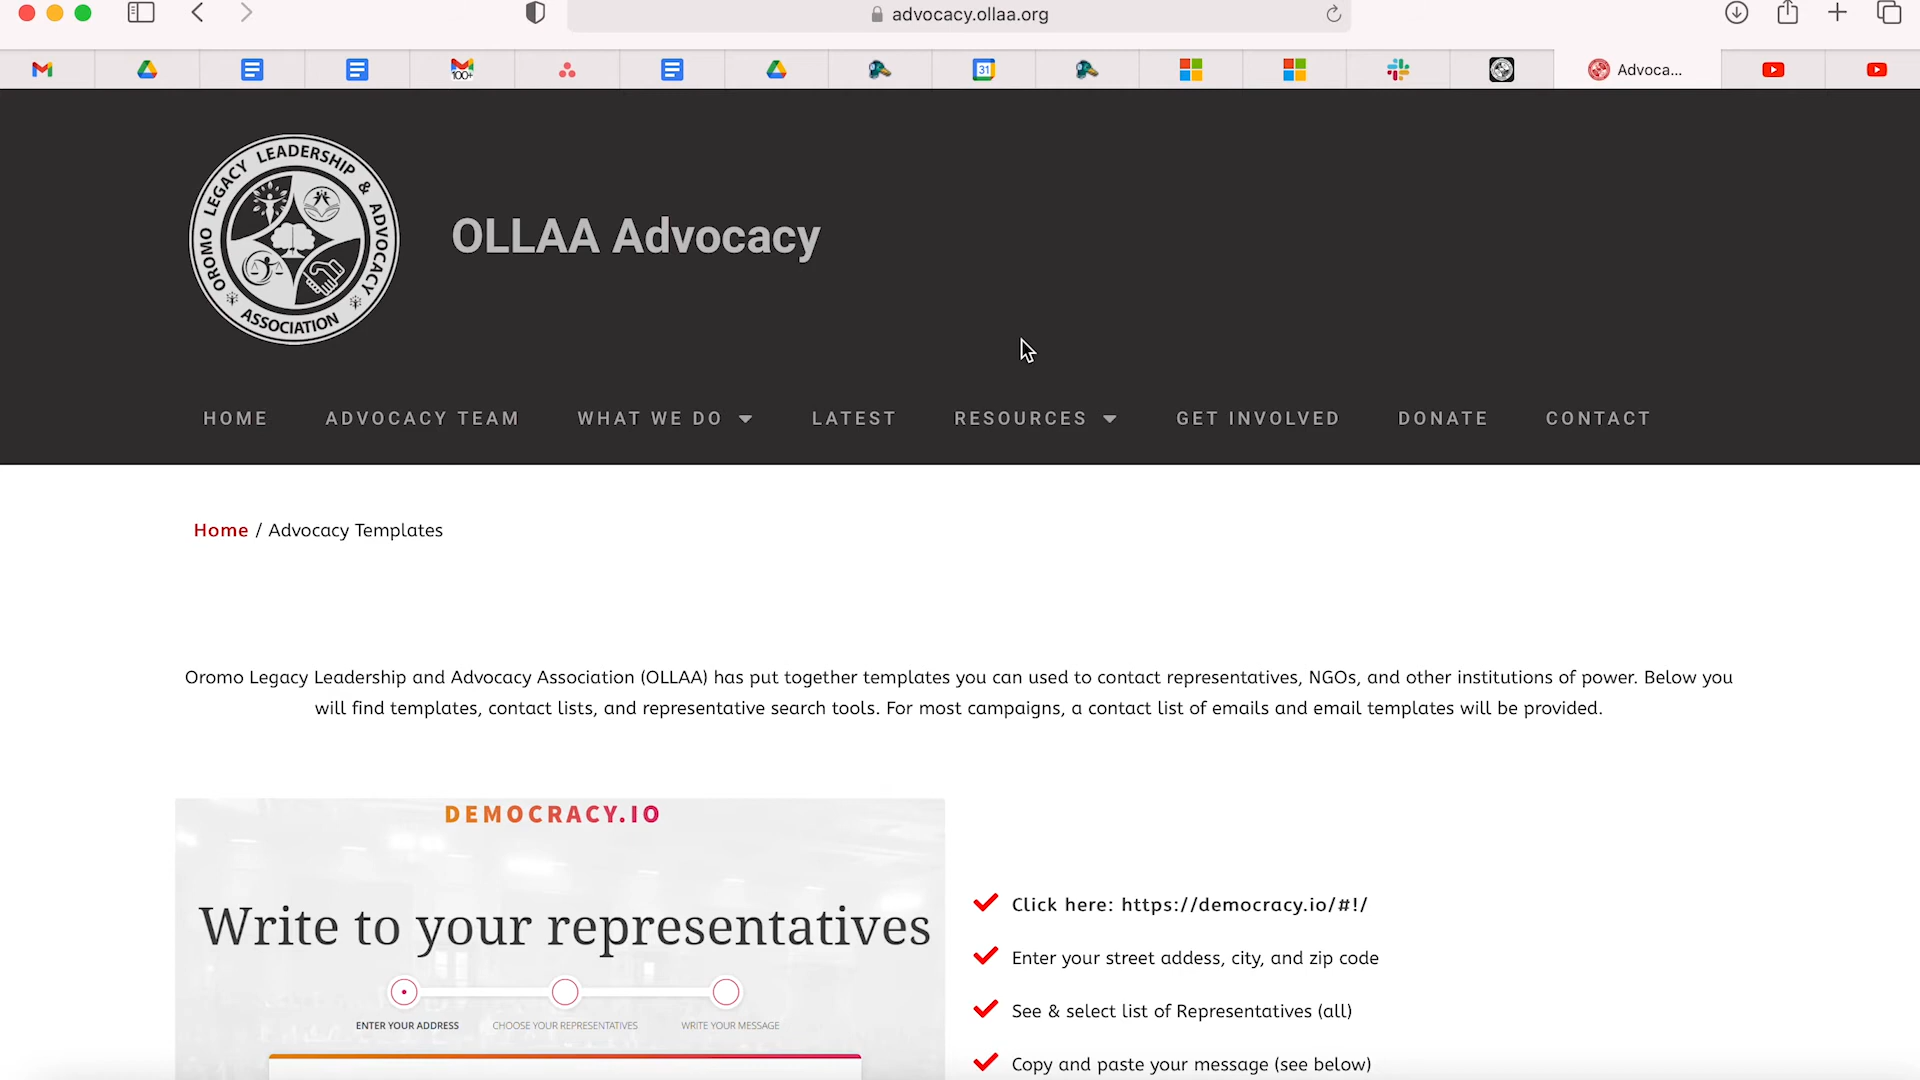 advocacy.ollaa.org
100+
31
Advoca...
OROMO LEGACY LEADERSHIP & ADVOCACY
ASSOCIATION
OLLAA Advocacy
HOME ADVOCACY TEAM WHAT WE DO LATEST RESOURCES GET INVOLVED DONATE CONTACT
Home / Advocacy Templates
Oromo Legacy Leadership and Advocacy Association (OLLAA) has put together templates you can used to contact representatives, NGOs, and other institutions of power. Below you
will find templates, contact lists, and representative search tools. For most campaigns, a contact list of emails and email templates will be provided.
DEMOCRACY.IO
Write to your representatives
ENTER YOUR ADDRESS CHOOSE YOUR REPRESENTATIVES WRITE YOUR MESSAGE
Click here: https://democracy.io/#!/
Enter your street addess, city, and zip code
See & select list of Representatives (all)
Copy and paste your message (see below)